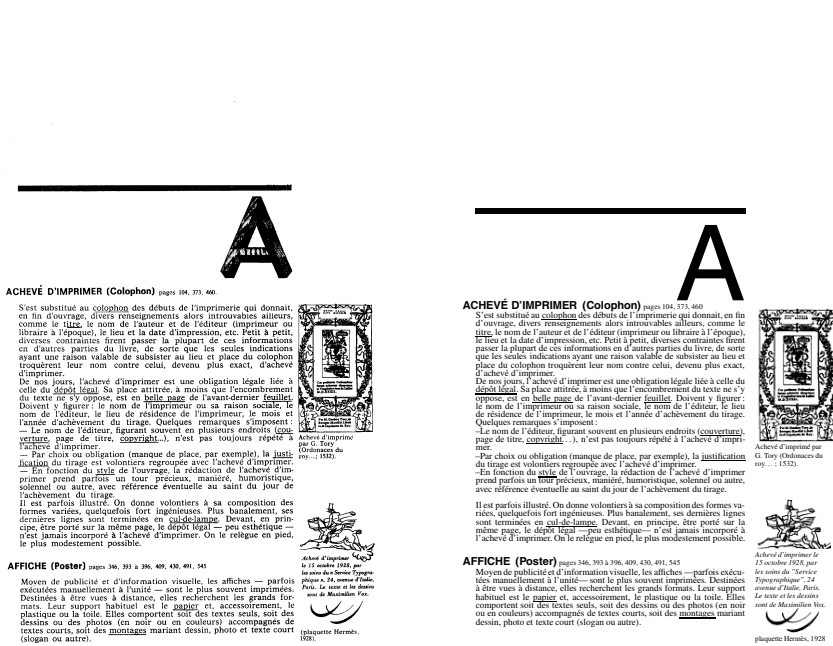 A
ACHEVÉ D'IMPRIMER (Colophon) pages 104, 373, 460.
S'est substitué au colophon des débuts de l'imprimerie qui donnait,
en fin d'ouvrage, divers renseignements alors introuvables ailleurs,
comme le titre, le nom de l'auteur et de l'éditeur (imprimeur ou
libraire à l'époque), le lieu et la date d'impression, etc. Petit à petit,
diverses contraintes firent passer la plupart de ces informations
en d'autres parties du livre, de sorte que les seules indications
ayant une raison valable de subsister au lieu et place du colophon
troquèrent leur nom contre celui, devenu plus exact, d'achevé
d'imprimer.
De nos jours, l'achevé d'imprimer est une obligation légale liée à
celle du dépôt légal. Sa place attitrée, à moins que l'encombrement
du texte ne s'y oppose, est en belle page de l'avant-dernier feuillet.
Doivent y figurer : le nom de l'imprimeur ou sa raison sociale, le
nom de l'éditeur, le lieu de résidence de l'imprimeur, le mois et
l'année d'achèvement du tirage. Quelques remarques s'imposent :
— Le nom de l'éditeur, figurant souvent en plusieurs endroits (cou-
verture, page de titre, copyright...), n'est pas toujours répété à
l'achevé d'imprimer.
— Par choix ou obligation (manque de place, par exemple), la justi-
fication du tirage est volontiers regroupée avec l'achevé d'imprimer.
— En fonction du style de l'ouvrage, la rédaction de l'achevé d'im-
primer prend parfois un tour précieux, maniéré, humoristique,
solennel ou autre, avec référence éventuelle au saint du jour de
l'achèvement du tirage.
Il est parfois illustré. On donne volontiers à sa composition des
formes variées, quelquefois fort ingénieuses. Plus banalement, ses
dernières lignes sont terminées en cul-de-lampe. Devant, en prin-
cipe, être porté sur la même page, le dépôt légal — peu esthétique —
n'est jamais incorporé à l'achevé d'imprimer. On le relègue en pied,
le plus modestement possible.
Achevé d'imprimé
par G. Tory
(Ordonaces du
roy...; 1532).
Achevé d'imprimer
le 15 octobre 1928, par
les soins du « Service Typogra-
phique », 24, avenue d'Italie,
Paris. Le texte et les dessins
sont de Maximilien Vox.
(plaquette Hermès,
1928).
AFFICHE (Poster) pages 346, 393 à 396, 409, 430, 491, 545
Moyen de publicité et d'information visuelle, les affiches — parfois
exécutées manuellement à l'unité — sont le plus souvent imprimées.
Destinées à être vues à distance, elles recherchent les grands for-
mats. Leur support habituel est le papier et, accessoirement, le
plastique ou la toile. Elles comportent soit des textes seuls, soit des
dessins ou des photos (en noir ou en couleurs) accompagnés de
textes courts, soit des montages mariant dessin, photo et texte court
(slogan ou autre).
A
ACHEVÉ D'IMPRIMER (Colophon) pages 104, 373, 460
S'est substitué au colophon des débuts de l'imprimerie qui donnait, en fin
d'ouvrage, divers renseignements alors introuvables ailleurs, comme le
titre, le nom de l'auteur et de l'éditeur (imprimeur ou libraire à l'époque),
le lieu et la date d'impression, etc. Petit à petit, diverses contraintes firent
passer la plupart de ces informations en d'autres parties du livre, de sorte
que les seules indications ayant une raison valable de subsister au lieu et
place du colophon troquèrent leur nom contre celui, devenu plus exact,
d'achevé d'imprimer.
De nos jours, l'achevé d'imprimer est une obligation légale liée à celle du
dépôt légal. Sa place attitrée, à moins que l'encombrement du texte ne s'y
oppose, est en belle page de l'avant-dernier feuillet. Doivent y figurer :
le nom de l'imprimeur ou sa raison sociale, le nom de l'éditeur, le lieu
de résidence de l'imprimeur, le mois et l'année d'achèvement du tirage.
Quelques remarques s'imposent :
–Le nom de l'éditeur, figurant souvent en plusieurs endroits (couverture),
page de titre, copyright...), n'est pas toujours répété à l'achevé d'impri-
mer.
–Par choix ou obligation (manque de place, par exemple), la justification
du tirage est volontiers regroupée avec l'achevé d'imprimer.
–En fonction du style de l'ouvrage, la rédaction de l'achevé d'imprimer
prend parfois un tour précieux, maniéré, humoristique, solennel ou autre,
avec référence éventuelle au saint du jour de l'achèvement du tirage.
Il est parfois illustré. On donne volontiers à sa composition des formes va-
riées, quelquefois fort ingénieuses. Plus banalement, ses dernières lignes
sont terminées en cul-de-lampe. Devant, en principe, être porté sur la
même page, le dépôt légal —peu esthétique— n'est jamais incorporé à
l'achevé d'imprimer. On le relègue en pied, le plus modestement possible.
Achevé d'imprimé par
G. Tory (Ordonaces du
roy... ; 1532).
Achevé d'imprimer le
15 octobre 1928, par
les soins du "Service
Typographique", 24
avenue d'Italie, Paris.
Le texte et les dessins
sont de Maximilien Vox.
plaquette Hermès, 1928
AFFICHE (Poster) pages 346, 393 à 396, 409, 430, 491, 545
Moyen de publicité et d'information visuelle, les affiches —parfois exécu-
tées manuellement à l'unité— sont le plus souvent imprimées. Destinées
à être vues à distance, elles recherchent les grands formats. Leur support
habituel est le papier et, accessoirement, le plastique ou la toile. Elles
comportent soit des textes seuls, soit des dessins ou des photos (en noir
ou en couleurs) accompagnés de textes courts, soit des montages mariant
dessin, photo et texte court (slogan ou autre).